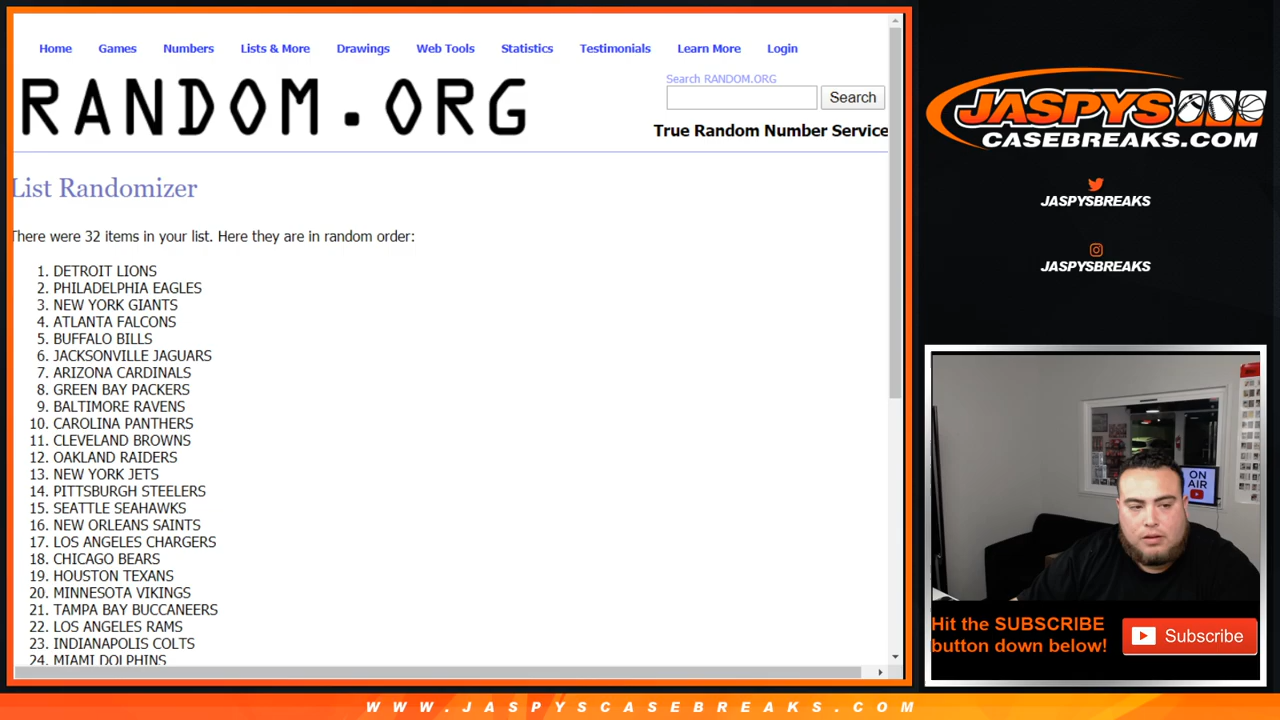 Home Games Numbers Lists & More Drawings Web Tools Statistics Testimonials Learn More Login
RANDOM.ORG
Search RANDOM.ORG
Search
True Random Number Service
List Randomizer
There were 32 items in your list. Here they are in random order:
1. DETROIT LIONS
2. PHILADELPHIA EAGLES
3. NEW YORK GIANTS
4. ATLANTA FALCONS
5. BUFFALO BILLS
6. JACKSONVILLE JAGUARS
7. ARIZONA CARDINALS
8. GREEN BAY PACKERS
9. BALTIMORE RAVENS
10. CAROLINA PANTHERS
11. CLEVELAND BROWNS
12. OAKLAND RAIDERS
13. NEW YORK JETS
14. PITTSBURGH STEELERS
15. SEATTLE SEAHAWKS
16. NEW ORLEANS SAINTS
17. LOS ANGELES CHARGERS
18. CHICAGO BEARS
19. HOUSTON TEXANS
20. MINNESOTA VIKINGS
21. TAMPA BAY BUCCANEERS
22. LOS ANGELES RAMS
23. INDIANAPOLIS COLTS
24. MIAMI DOLPHINS
JASPYS
CASEBREAKS.COM
JASPYSBREAKS
JASPYSBREAKS
ON
AIR
Hit the SUBSCRIBE
button down below!
Subscribe
WWW.JASPYSCASEBREAKS.COM